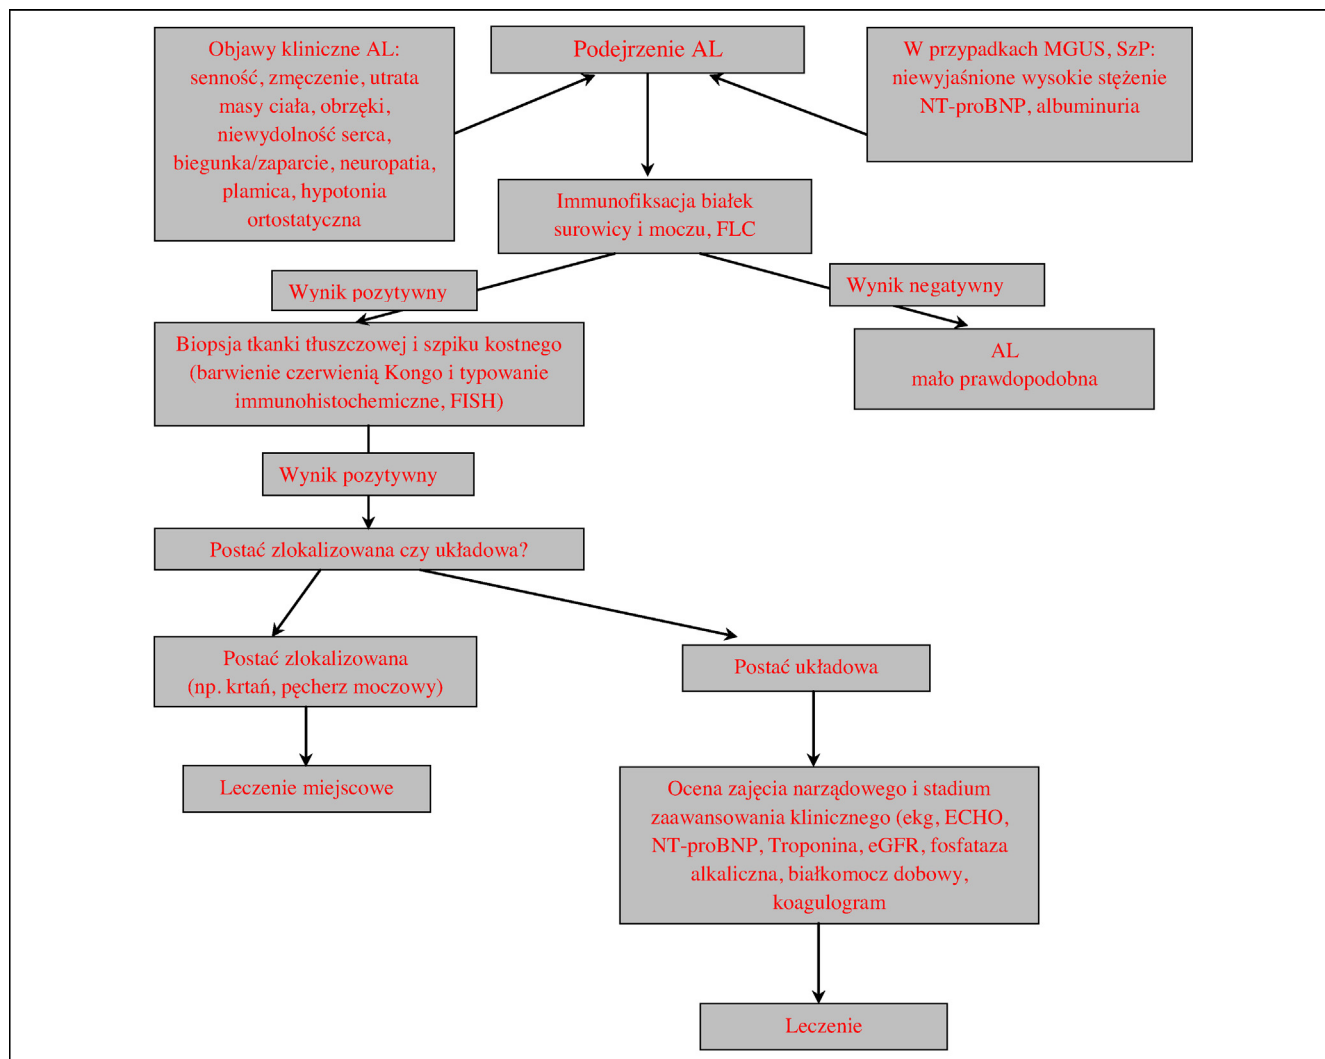 Objawy kliniczne AL:
senność, zmęczenie, utrata
masy ciała, obrzęki,
niewydolność serca,
biegunka/zaparcie, neuropatia,
plamica, hypotonia
ortostatyczna
Podejrzenie AL
W przypadkach MGUS, SzP:
niewyjaśnione wysokie stężenie
NT-proBNP, albuminuria
Immunofiksacja białek
surowicy i moczu, FLC
Wynik pozytywny
Wynik negatywny
Biopsja tkanki tłuszczowej i szpiku kostnego
(barwienie czerwienią Kongo i typowanie
immunohistochemiczne, FISH)
AL
mało prawdopodobna
Wynik pozytywny
Postać zlokalizowana czy układowa?
Postać zlokalizowana
(np. krtań, pęcherz moczowy)
Postać układowa
Leczenie miejscowe
Ocena zajęcia narządowego i stadium
zaawansowania klinicznego (ekg, ECHO,
NT-proBNP, Troponina, eGFR, fosfataza
alkaliczna, białkomocz dobowy,
koagulogram
Leczenie